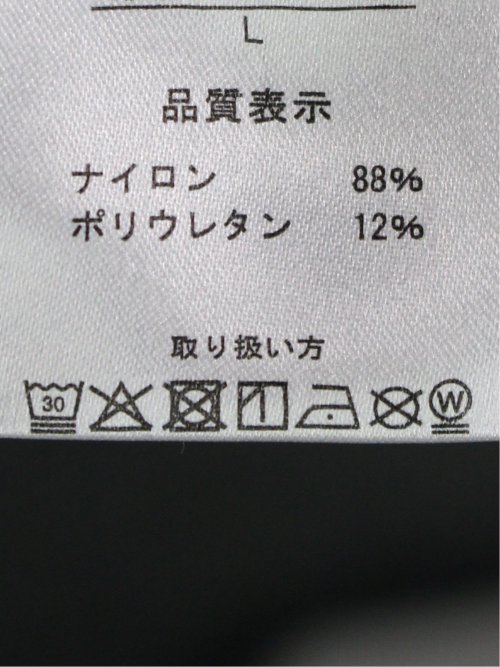 L
品質表示
ナイロン 88%
ポリウレタン 12%
取り扱い方
30 W